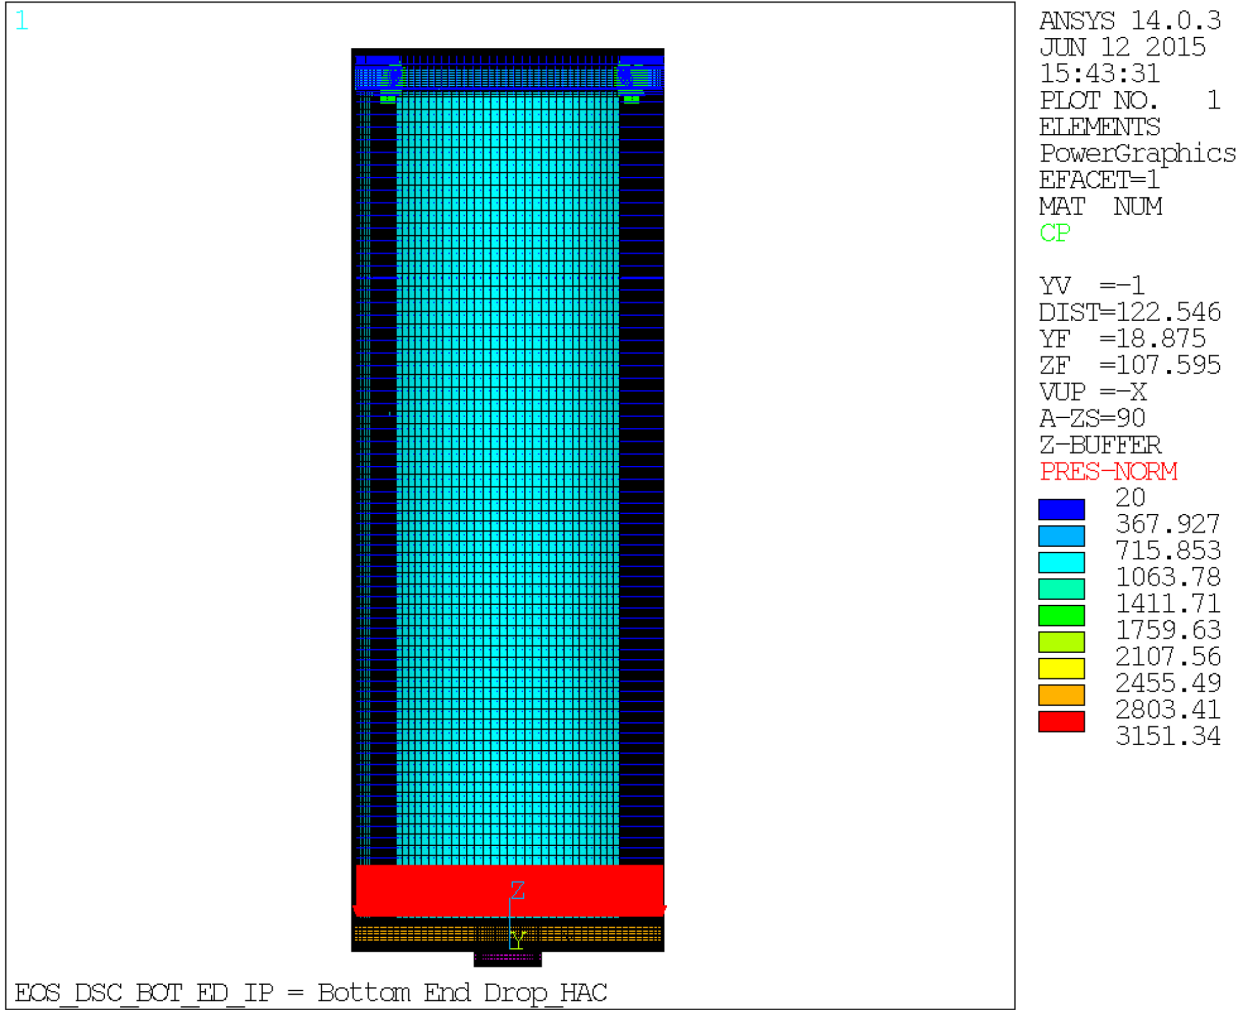 1
ANSYS 14.0.3
JUN 12 2015
15:43:31
PLOT NO. 1
ELEMENTS
PowerGraphics
EFACET=1
MAT NUM
CP
YV =-1
DIST=122.546
YF =18.875
ZF =107.595
VUP =-X
A-ZS=90
Z-BUFFER
PRES-NORM
20
367.927
715.853
1063.78
1411.71
1759.63
2107.56
2455.49
2803.41
3151.34
Z
Y
EOS_DSC_BOT_ED_IP = Bottom End Drop_HAC